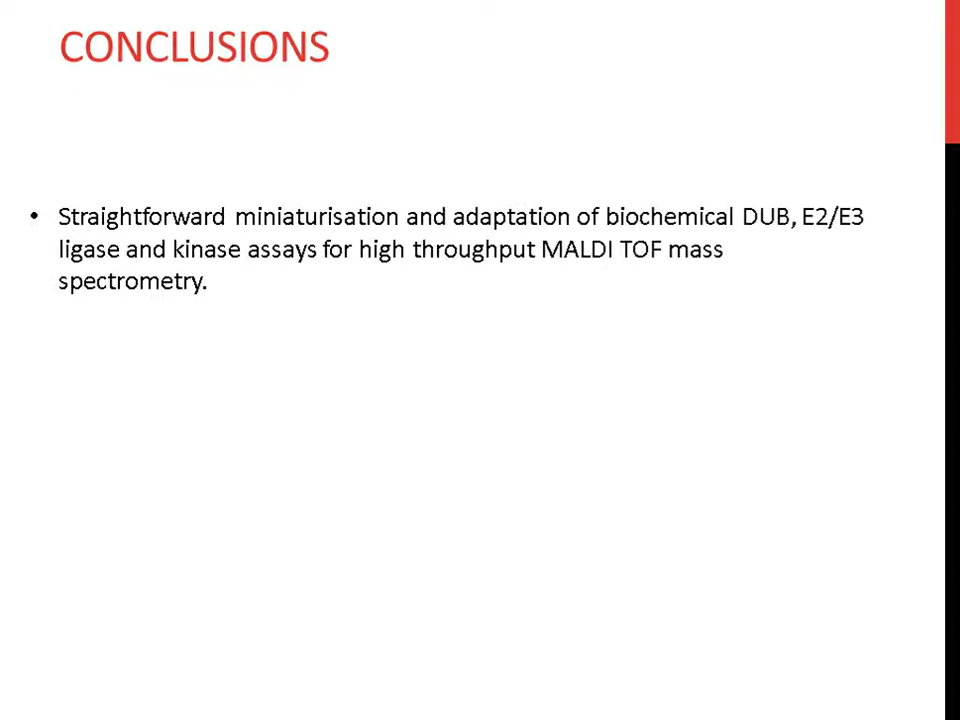 CONCLUSIONS
• Straightforward miniaturisation and adaptation of biochemical DUB, E2/E3
ligase and kinase assays for high throughput MALDI TOF mass
spectrometry.